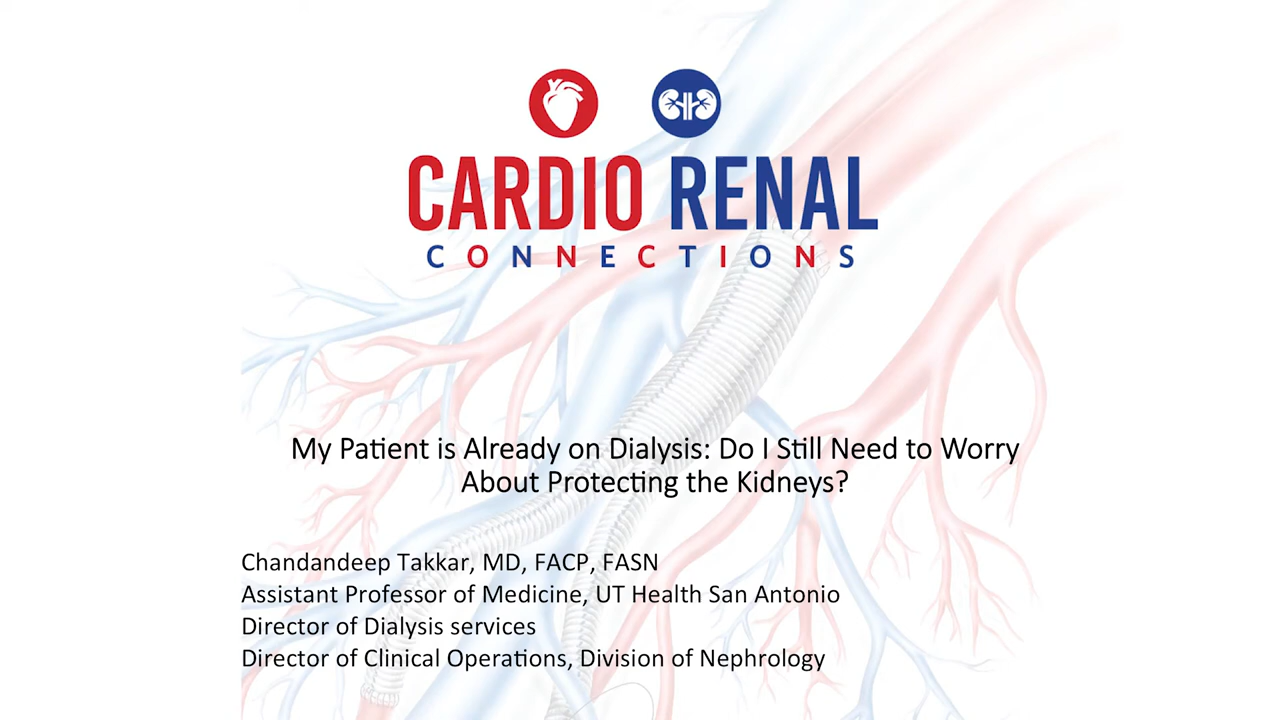 CARDIO RENAL
CONNECTIONS
My Patient is Already on Dialysis: Do I Still Need to Worry
About Protecting the Kidneys?
Chandandeep Takkar, MD, FACP, FASN
Assistant Professor of Medicine, UT Health San Antonio
Director of Dialysis services
Director of Clinical Operations, Division of Nephrology